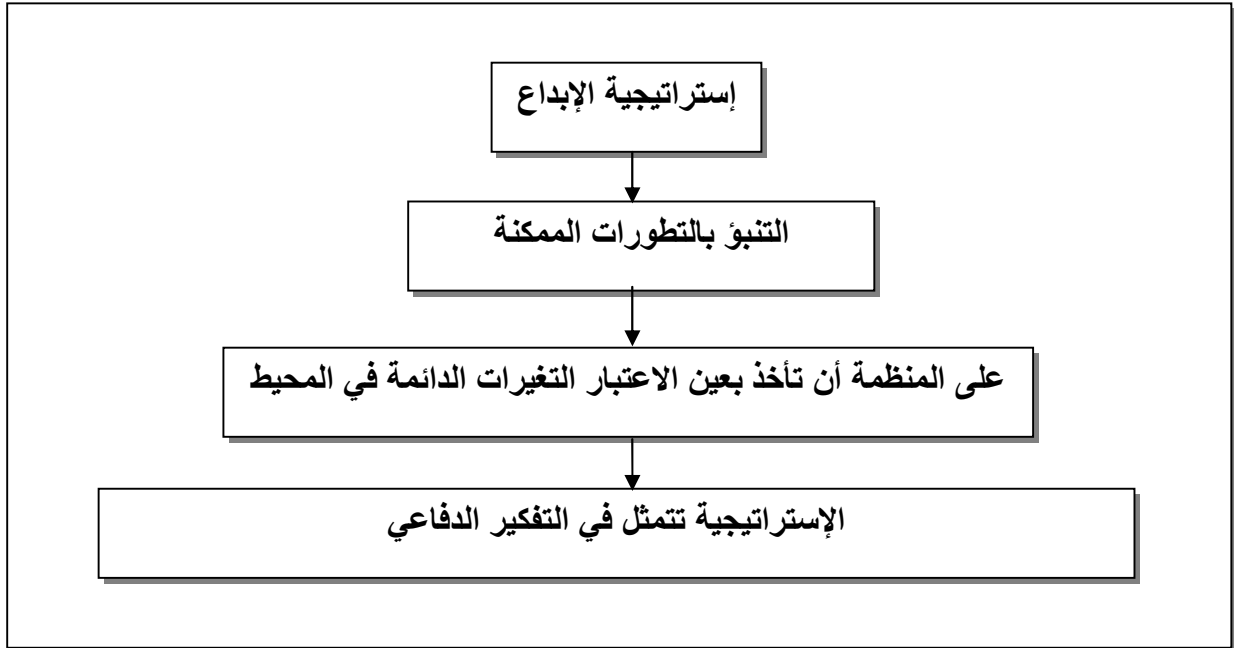 إستراتيجية الإبداع
التنبؤ بالتطورات الممكنة
على المنظمة أن تأخذ بعين الاعتبار التغيرات الدائمة في المحيط
الإستراتيجية تتمثل في التفكير الدفاعي